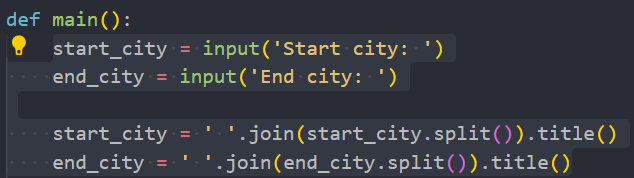 def main():
    start_city = input('Start city: ')
    end_city = input('End city: ')
    start_city = ' '.join(start_city.split()).title()
    end_city = ' '.join(end_city.split()).title()